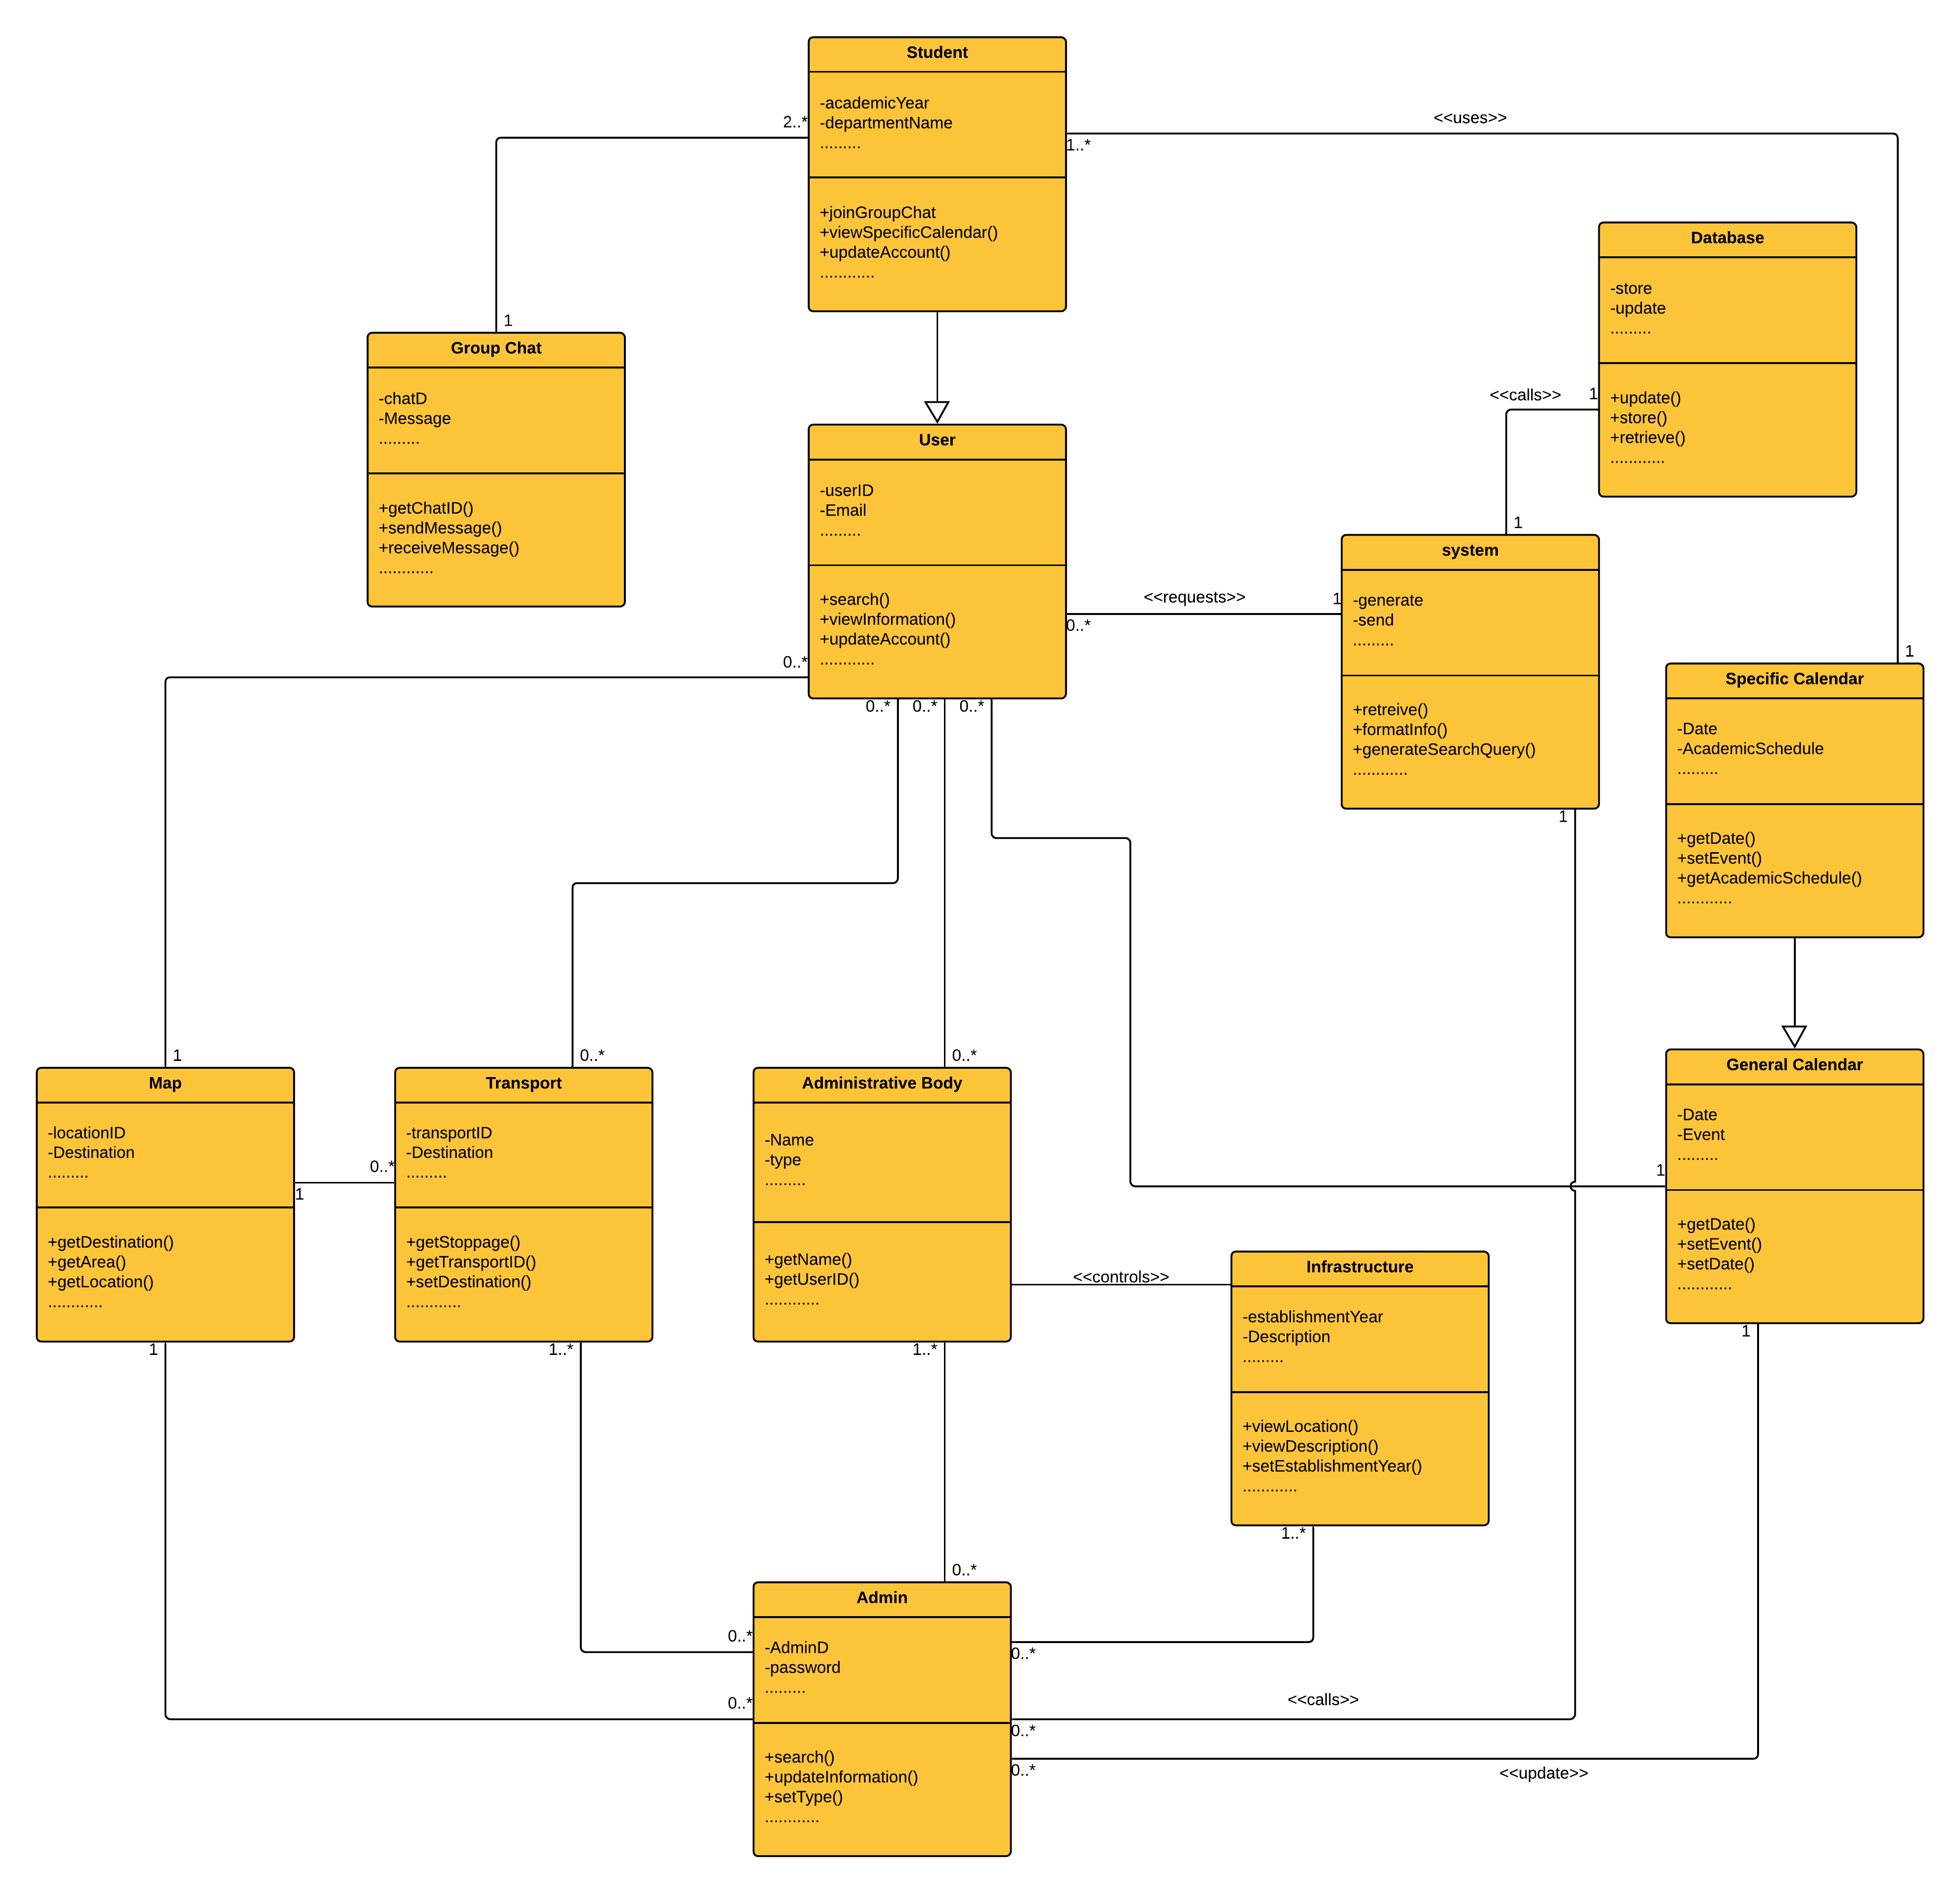 Student
-academicYear
-departmentName
.........
+joinGroupChat
+viewSpecificCalendar()
+updateAccount()
............
2..*
1..*
<<uses>>
1
1
Group Chat
-chatD
-Message
.........
+getChatID()
+sendMessage()
+receiveMessage()
............
Database
-store
-update
.........
+update()
+store()
+retrieve()
............
<<calls>>
1
1
User
-userID
-Email
.........
+search()
+viewInformation()
+updateAccount()
............
<<requests>>
1
0..*
0..*
0..*
0..*
0..*
system
-generate
-send
.........
+retreive()
+formatInfo()
+generateSearchQuery()
............
1
Specific Calendar
-Date
-AcademicSchedule
.........
+getDate()
+setEvent()
+getAcademicSchedule()
............
1
0..*
0..*
Map
-locationID
-Destination
.........
+getDestination()
+getArea()
+getLocation()
............
0..*
1
1
Transport
-transportID
-Destination
.........
+getStoppage()
+getTransportID()
+setDestination()
............
1..*
Administrative Body
-Name
-type
.........
+getName()
+getUserID()
............
1..*
<<controls>>
Infrastructure
-establishmentYear
-Description
.........
+viewLocation()
+viewDescription()
+setEstablishmentYear()
............
1..*
General Calendar
-Date
-Event
.........
+getDate()
+setEvent()
+setDate()
............
1
1
0..*
Admin
-AdminD
-password
.........
+search()
+updateInformation()
+setType()
............
0..*
0..*
0..*
<<calls>>
0..*
0..*
<<update>>